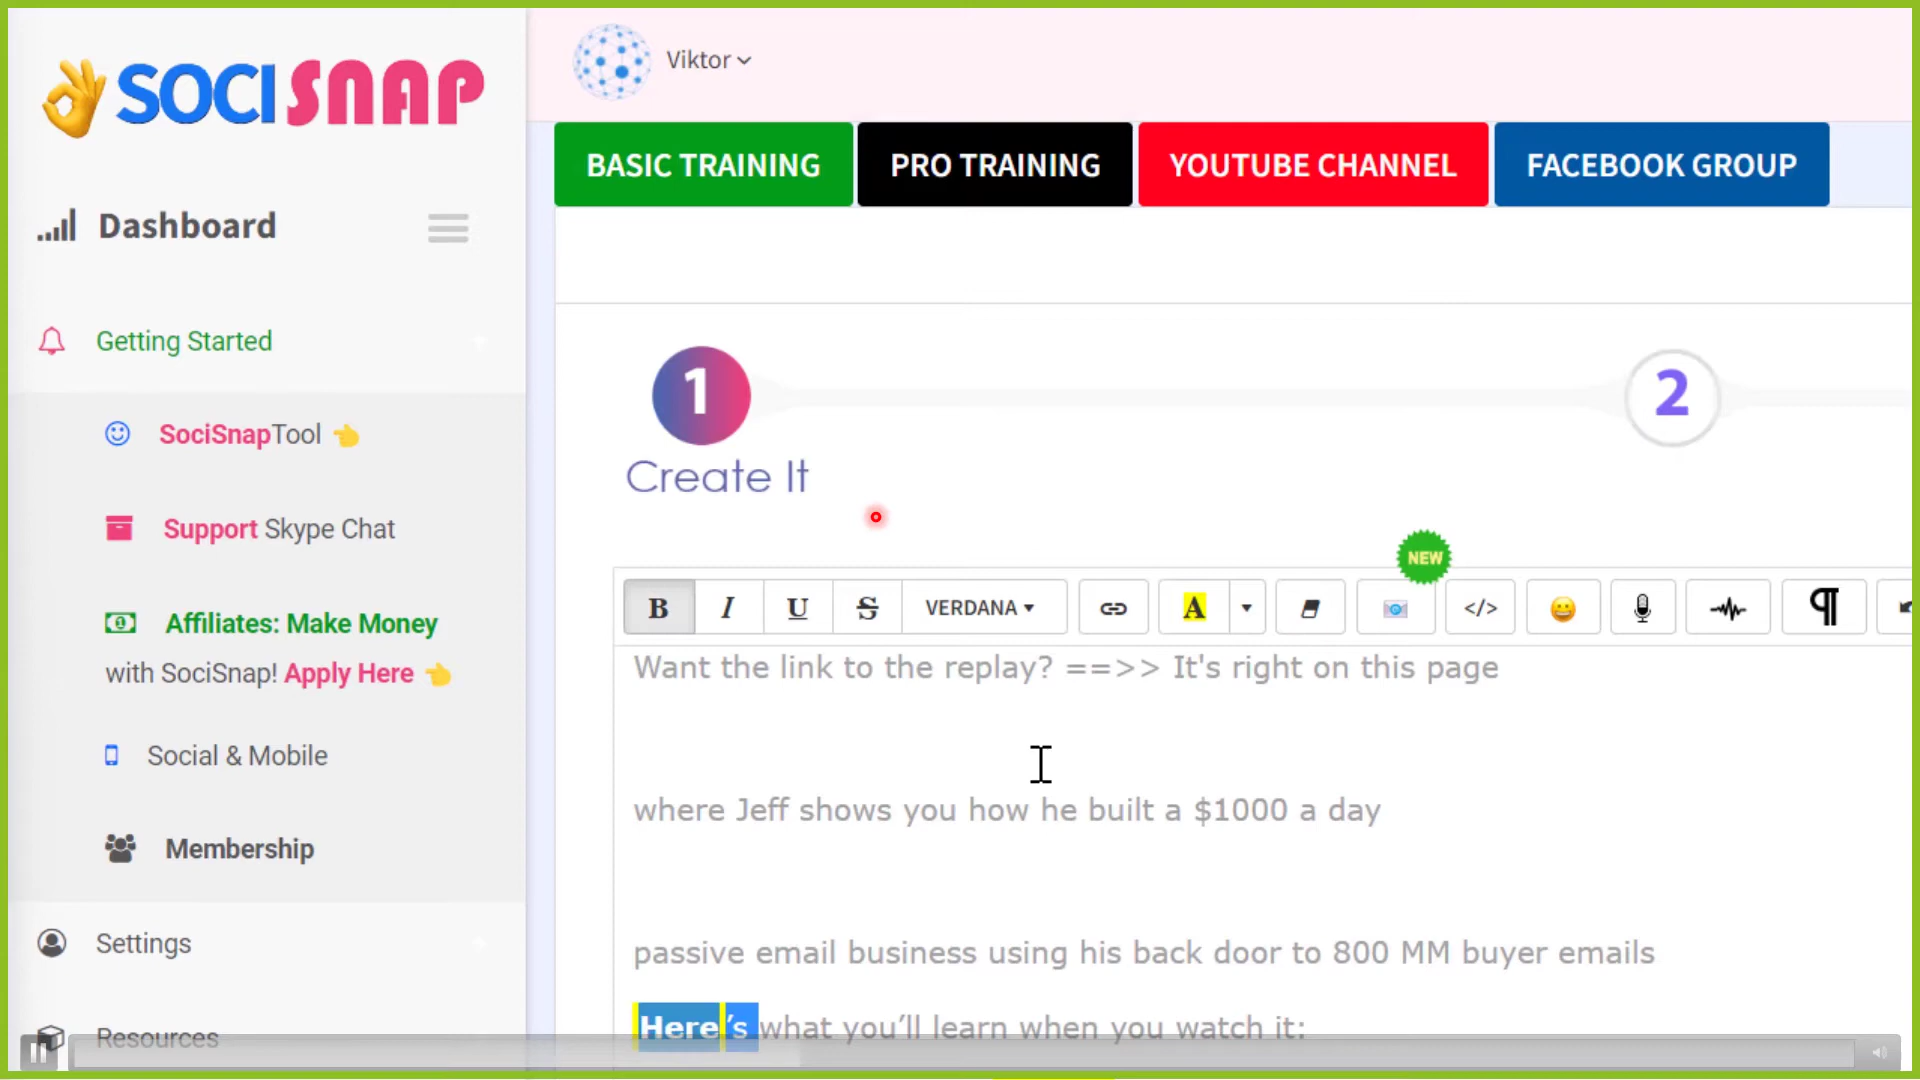 SOCISNAP
Viktor
BASIC TRAINING
PRO TRAINING
YOUTUBE CHANNEL
FACEBOOK GROUP
Dashboard
Getting Started
SociSnapTool
Support Skype Chat
Affiliates: Make Money
with SociSnap! Apply Here
Social & Mobile
Membership
Settings
Resources
1
2
Create It
NEW
B I U S VERDANA A </> ¶
Want the link to the replay? ==>> It's right on this page
where Jeff shows you how he built a $1000 a day
passive email business using his back door to 800 MM buyer emails
Here’s what you’ll learn when you watch it: